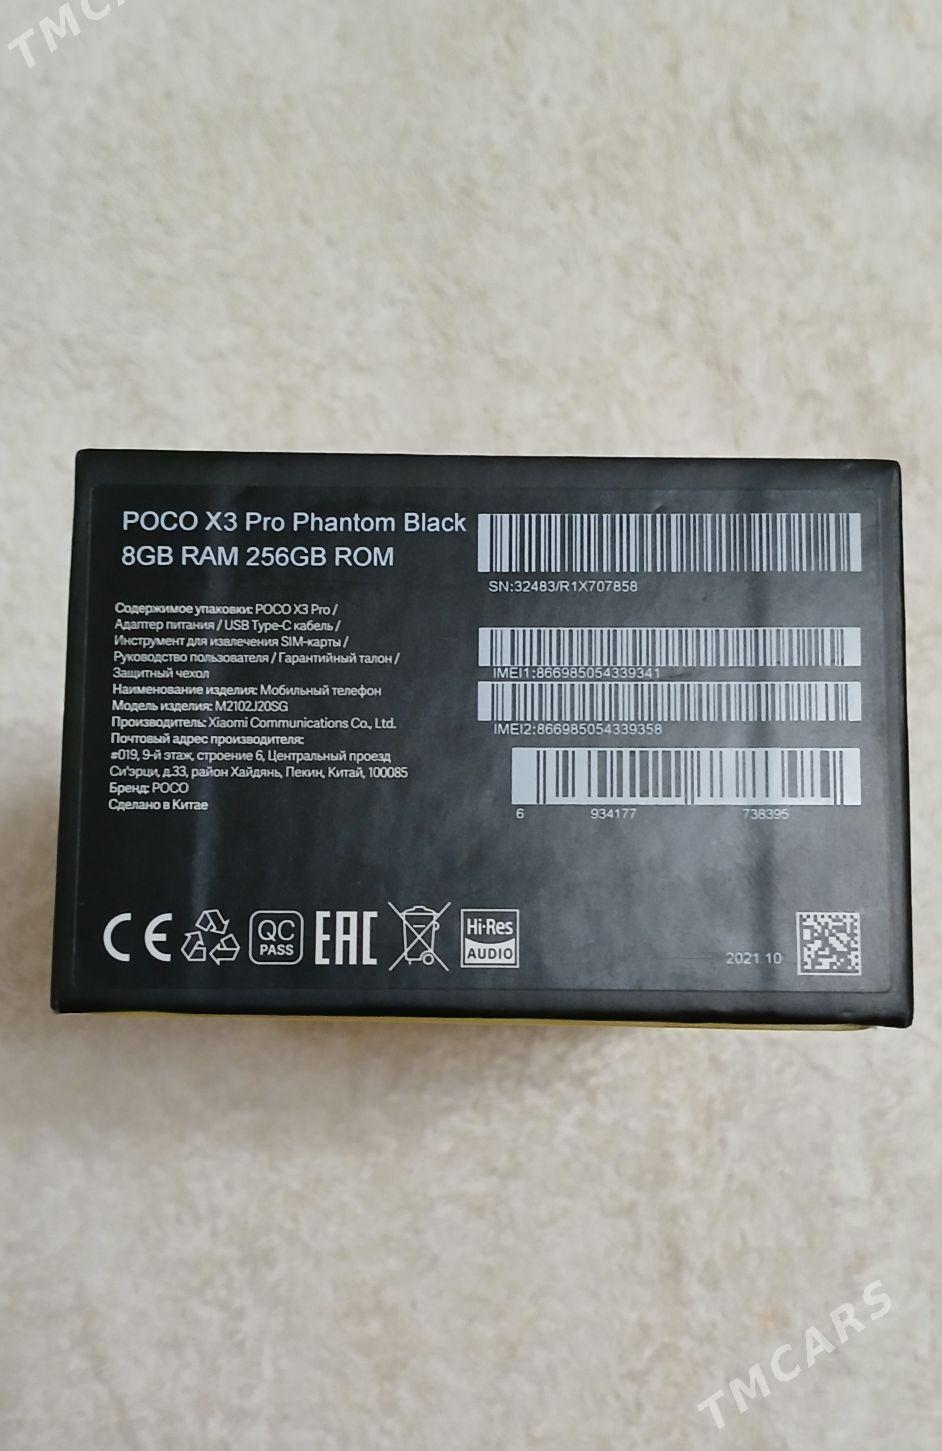 TMCARS
POCO X3 Pro Phantom Black
8GB RAM 256GB ROM
Содержимое упаковки: POCO X3 Pro /
Адаптер питания / USB Type-C кабель /
Инструмент для извлечения SIM-карты /
Руководство пользователя / Гарантийный талон /
Защитный чехол
Наименование изделия: Мобильный телефон
Модель изделия: M2102J20SG
Производитель: Xiaomi Communications Co., Ltd.
Почтовый адрес производителя:
#019, 9-й этаж, строение 6, Центральный проезд
Си'эрци, д.33, район Хайдянь, Пекин, Китай, 100085
Бренд: POCO
Сделано в Китае
SN:32483/R1X707858
IMEI1:866985054339341
IMEI2:866985054339358
6 934177 738395
CE
QC
PASS
EAC
Hi-Res
AUDIO
2021 10
TMCARS